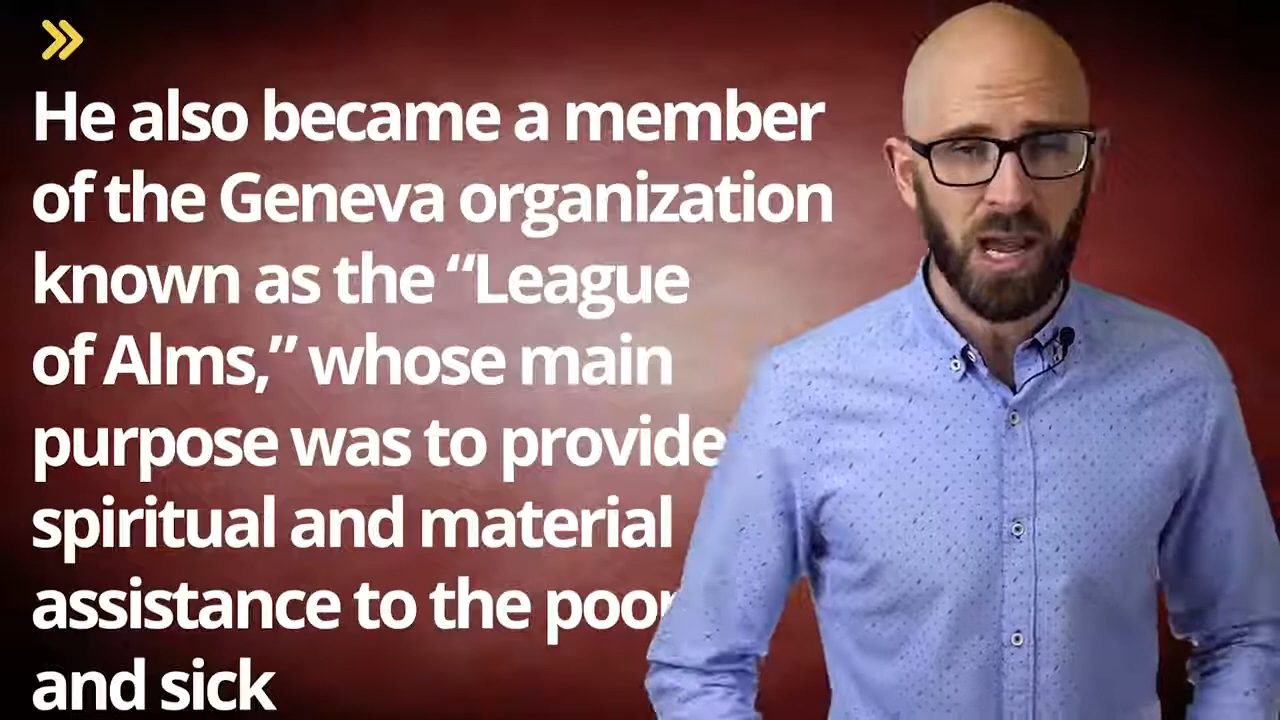 He also became a member
of the Geneva organization
known as the “League
of Alms,” whose main
purpose was to provide
spiritual and material
assistance to the poor
and sick